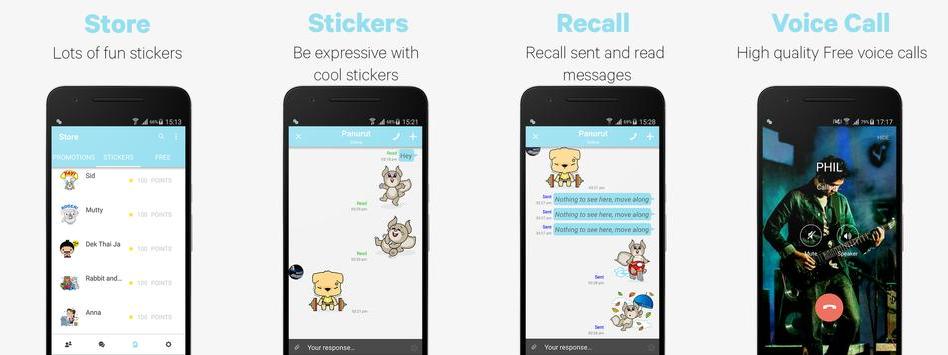 Store
Lots of fun stickers
15:13
Store
PROMOTIONS STICKERS FREE
Sid
100 POINTS
Mutty
100 POINTS
Dek Thai Ja
100 POINTS
Rabbit and...
100 POINTS
Anna
100 POINTS
Stickers
Be expressive with
cool stickers
15:21
Panurut
Read
Hey
Read
Read
Your response...
Recall
Recall sent and read
messages
15:28
Panurut
Sent
Nothing to see here, move along
Sent
Nothing to see here, move along
Sent
Nothing to see here, move along
Sent
Sent
Your response...
Voice Call
High quality Free voice calls
17:17
HIDE
PHIL
Mute
Speaker